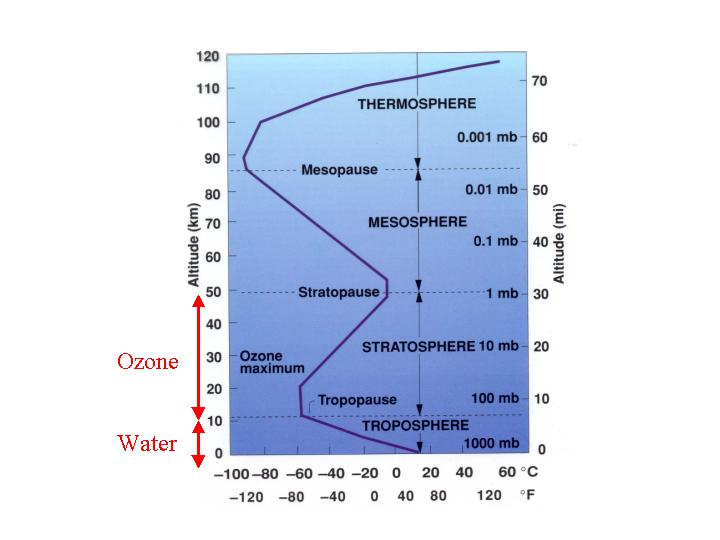 120
110
100
90
80
70
60
50
40
30
20
10
0
Altitude (km)
THERMOSPHERE
Mesopause
MESOSPHERE
Stratopause
STRATOSPHERE
Ozone
maximum
Tropopause
TROPOSPHERE
0.001 mb
0.01 mb
0.1 mb
1 mb
10 mb
100 mb
1000 mb
70
60
50
40
30
20
10
0
Altitude (mi)
Ozone
Water
–100 –80 –60 –40 –20 0 20 40 60 °C
–120 –80 –40 0 40 80 120 °F